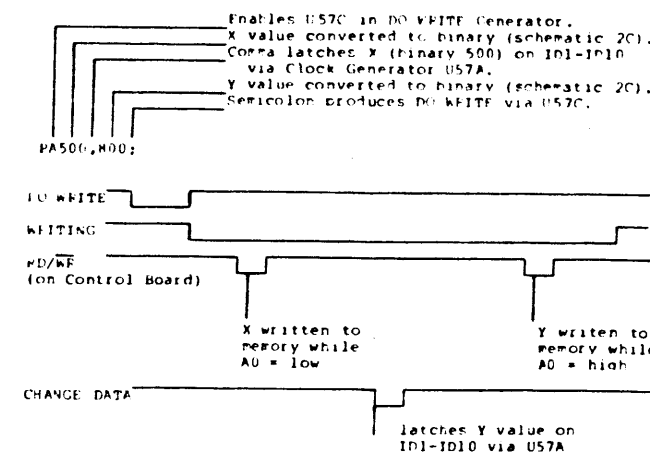 Enables U57C in DO WRITE Generator.
X value converted to binary (schematic 2C).
Comma latches X (binary 500) on ID1-ID10
via Clock Generator U57A.
Y value converted to binary (schematic 2C).
Semicolon produces DO WRITE via U57C.
PA500,800;
DO WRITE
WRITING
RD/WR
(on Control Board)
X written to
memory while
A0 = low
Y writen to
memory while
A0 = high
CHANGE DATA
latches Y value on
ID1-ID10 via U57A